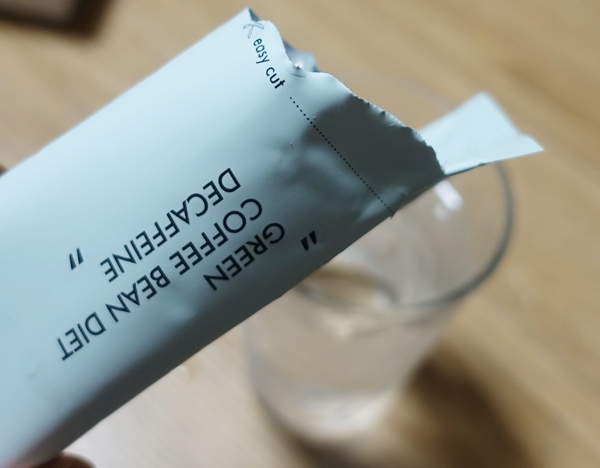 easy cut
" GREEN
COFFEE BEAN DIET
DECAFFEINE "